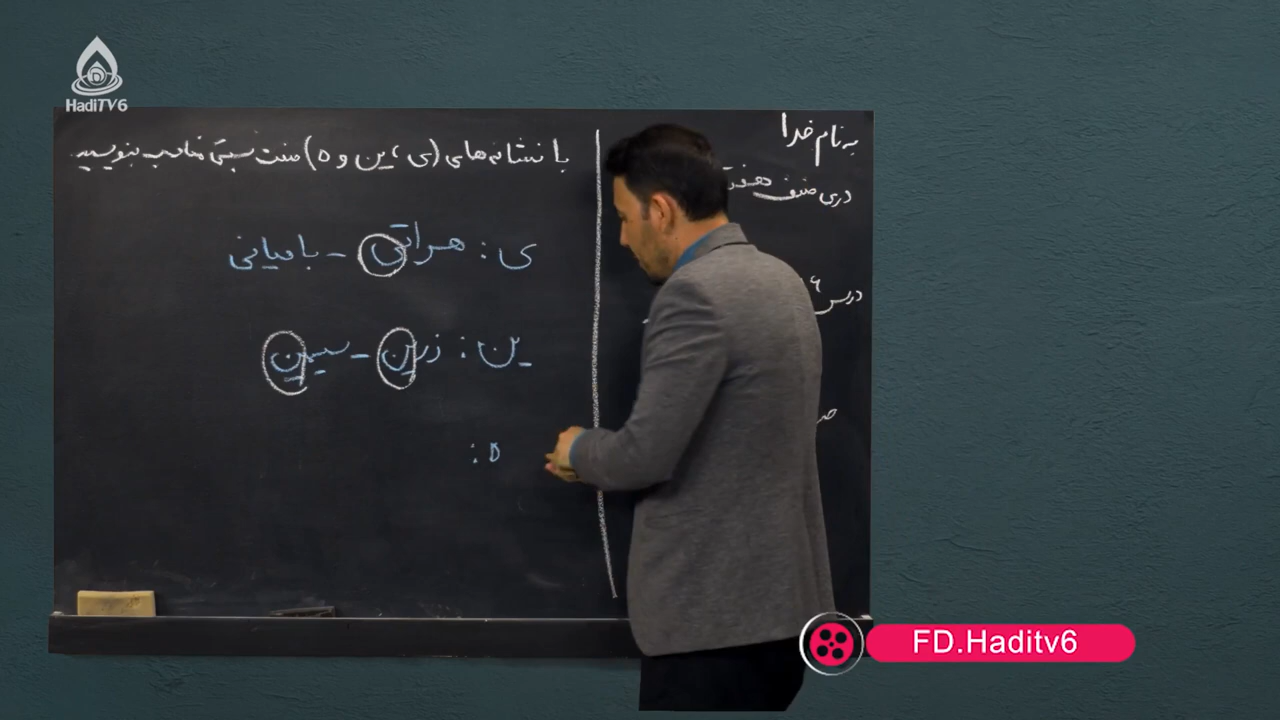 HadiTV6
به نام خدا
دری صنف هفتم
درس ۶
با نشانه های (ی، ین و ه) صفت نسبتی مناسب بنویسید.
ی: هراتی - بامیانی
ین: زرین - سیمین
ه:
FD.Haditv6